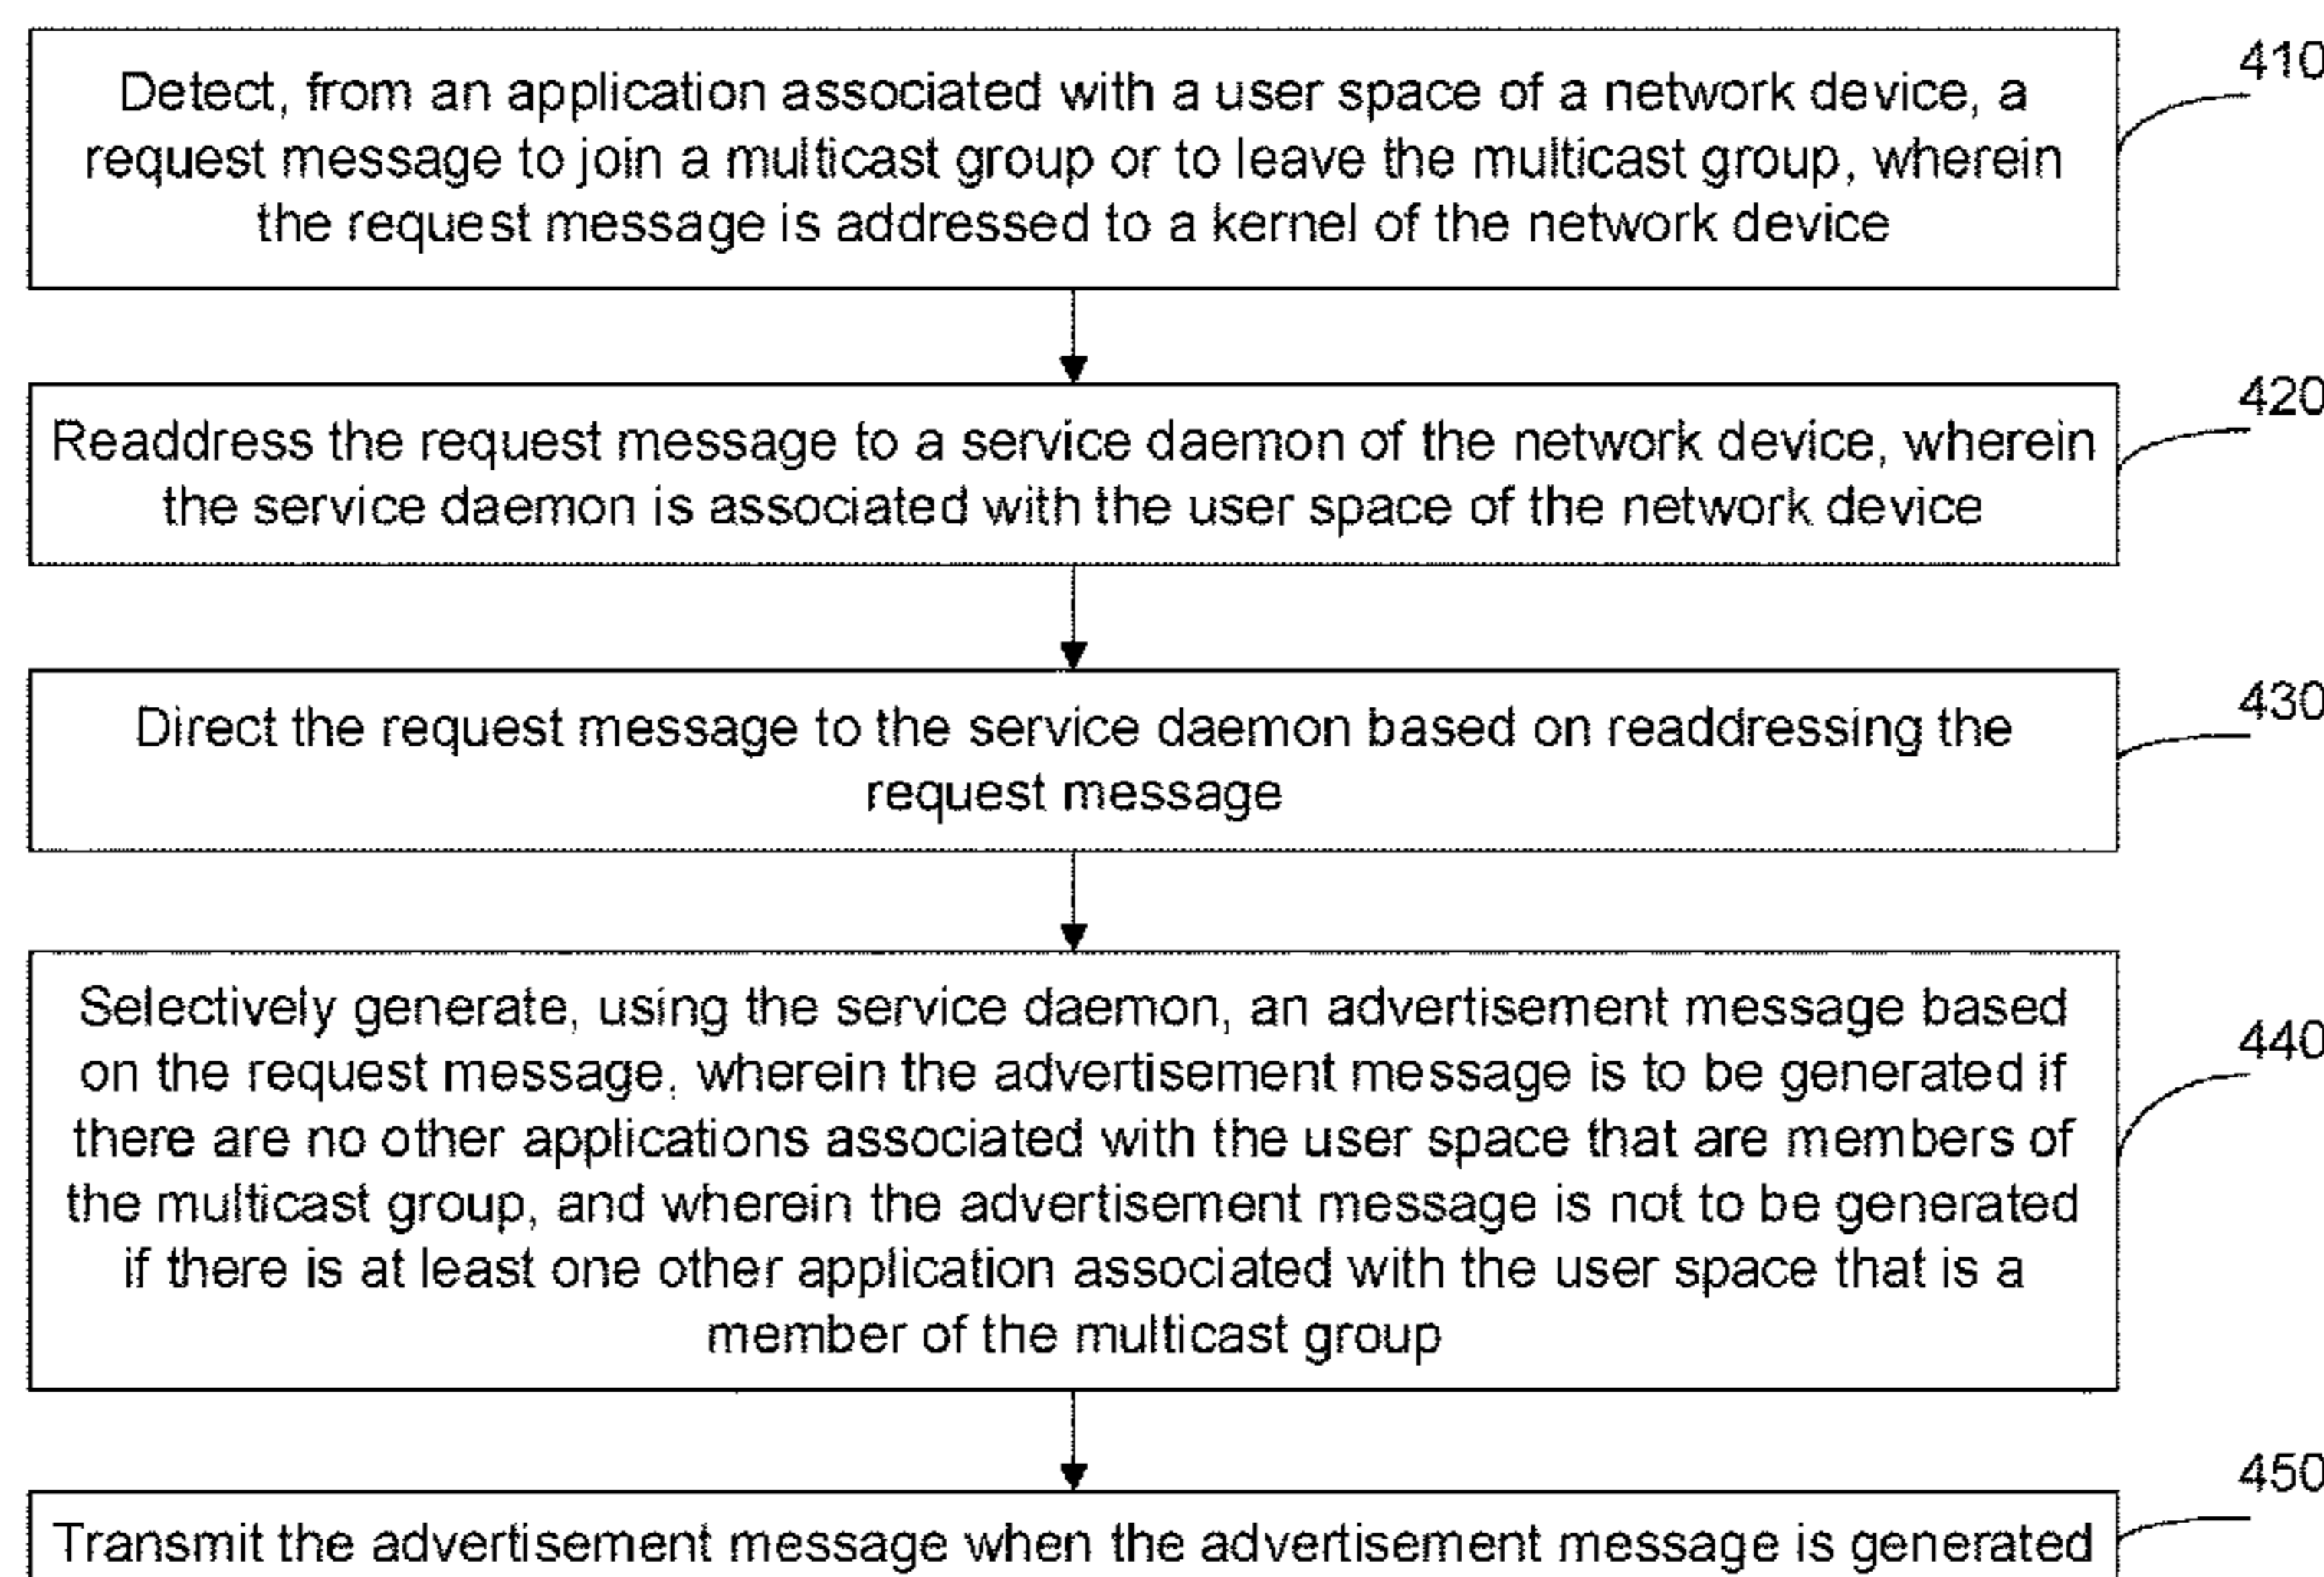 410
Detect, from an application associated with a user space of a network device, a
request message to join a multicast group or to leave the multicast group, wherein
the request message is addressed to a kernel of the network device
420
Readdress the request message to a service daemon of the network device, wherein
the service daemon is associated with the user space of the network device
430
Direct the request message to the service daemon based on readdressing the
request message
440
Selectively generate, using the service daemon, an advertisement message based
on the request message, wherein the advertisement message is to be generated if
there are no other applications associated with the user space that are members of
the multicast group, and wherein the advertisement message is not to be generated
if there is at least one other application associated with the user space that is a
member of the multicast group
450
Transmit the advertisement message when the advertisement message is generated